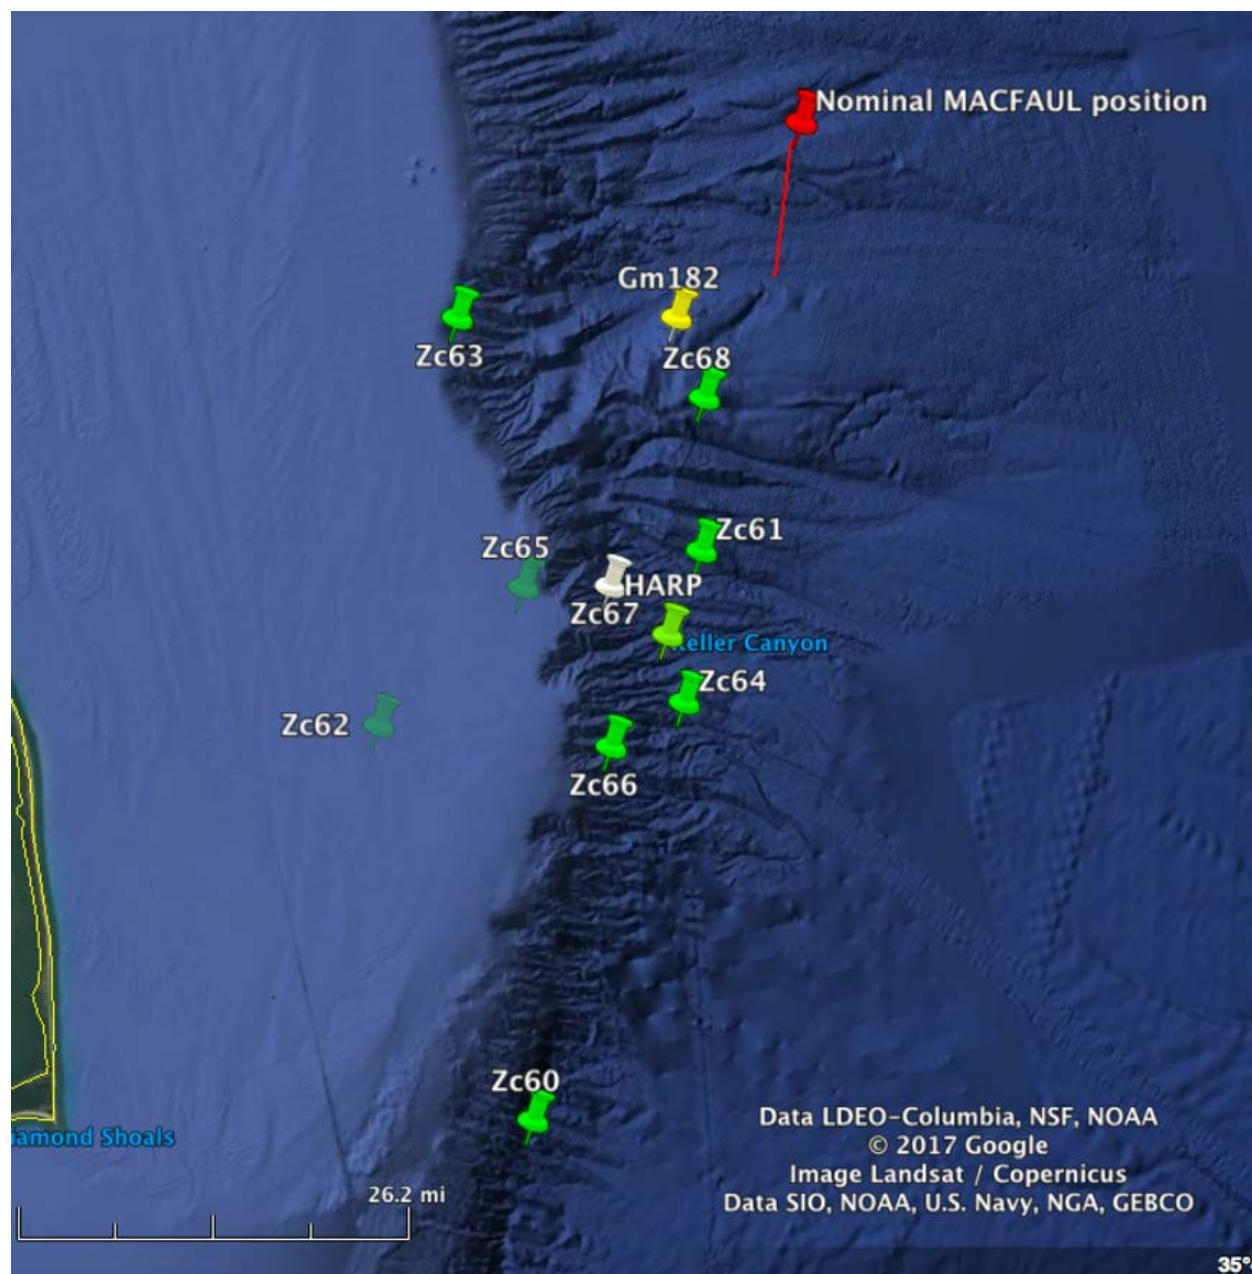 Nominal MACFAUL position
Gm182
Zc63
Zc68
Zc65
Zc61
HARP
Zc67
Keller Canyon
Zc64
Zc62
Zc66
Zc60
iamond Shoals
Data LDEO-Columbia, NSF, NOAA
© 2017 Google
Image Landsat / Copernicus
Data SIO, NOAA, U.S. Navy, NGA, GEBCO
26.2 mi
35°